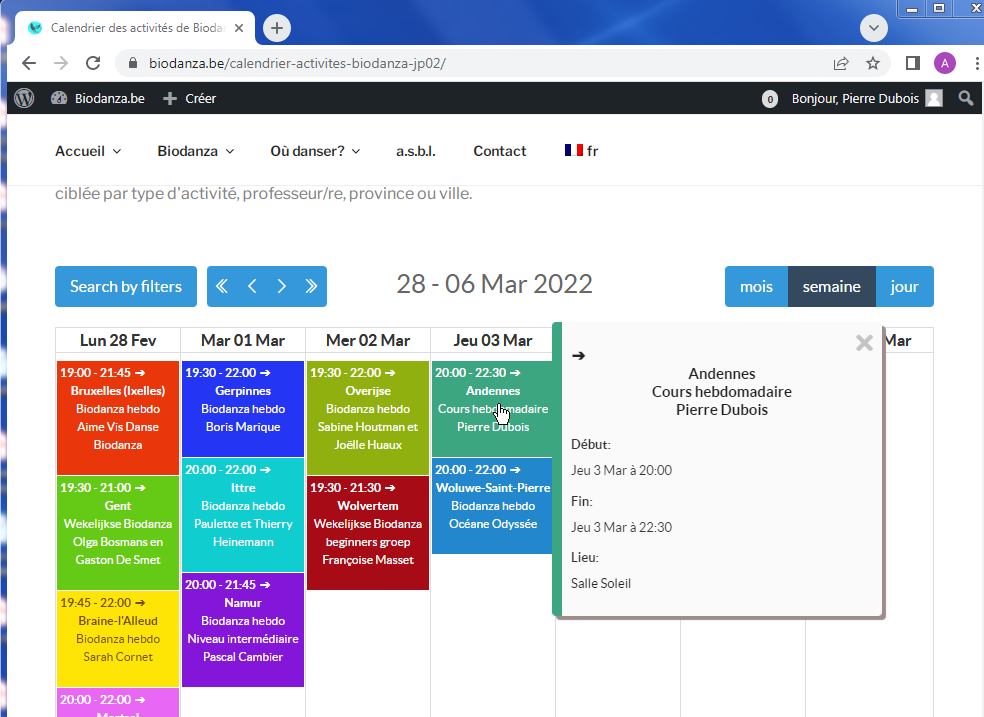 Calendrier des activités de Bioda
biodanza.be/calendrier-activites-biodanza-jp02/
A
Biodanza.be
Créer
0
Bonjour, Pierre Dubois
Accueil
Biodanza
Où danser?
a.s.b.l.
Contact
fr
ciblée par type d'activité, professeur/re, province ou ville.
Search by filters
28 - 06 Mar 2022
mois
semaine
jour
Lun 28 Fev
Mar 01 Mar
Mer 02 Mar
Jeu 03 Mar
Mar
19:00 - 21:45 ➔
Bruxelles (Ixelles)
Biodanza hebdo
Aime Vis Danse
Biodanza
19:30 - 21:00 ➔
Gent
Wekelijkse Biodanza
Olga Bosmans en
Gaston De Smet
19:45 - 22:00 ➔
Braine-l'Alleud
Biodanza hebdo
Sarah Cornet
20:00 - 22:00 ➔
19:30 - 22:00 ➔
Gerpinnes
Biodanza hebdo
Boris Marique
20:00 - 22:00 ➔
Ittre
Biodanza hebdo
Paulette et Thierry
Heinemann
20:00 - 21:45 ➔
Namur
Biodanza hebdo
Niveau intermédiaire
Pascal Cambier
19:30 - 22:00 ➔
Overijse
Biodanza hebdo
Sabine Houtman et
Joëlle Huaux
19:30 - 21:30 ➔
Wolvertem
Wekelijkse Biodanza
beginners groep
Françoise Masset
20:00 - 22:30 ➔
Andennes
Cours hebdomadaire
Pierre Dubois
20:00 - 22:00 ➔
Woluwe-Saint-Pierre
Biodanza hebdo
Océane Odyssée
➔
Andennes
Cours hebdomadaire
Pierre Dubois
Début:
Jeu 3 Mar à 20:00
Fin:
Jeu 3 Mar à 22:30
Lieu:
Salle Soleil